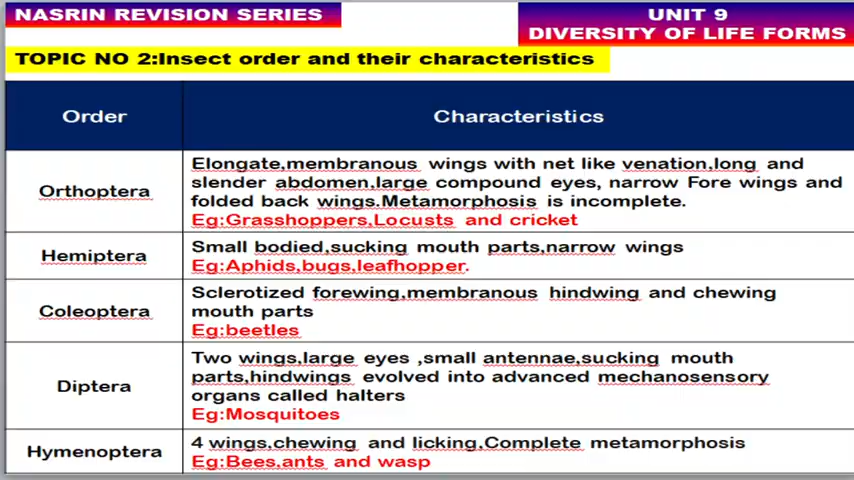 NASRIN REVISION SERIES
UNIT 9
DIVERSITY OF LIFE FORMS
TOPIC NO 2:Insect order and their characteristics
Order
Characteristics
Orthoptera
Elongate,membranous wings with net like venation,long and
slender abdomen,large compound eyes, narrow Fore wings and
folded back wings.Metamorphosis is incomplete.
Eg:Grasshoppers,Locusts and cricket
Hemiptera
Small bodied,sucking mouth parts,narrow wings
Eg:Aphids,bugs,leafhopper.
Coleoptera
Sclerotized forewing,membranous hindwing and chewing
mouth parts
Eg:beetles
Diptera
Two wings,large eyes ,small antennae,sucking mouth
parts,hindwings evolved into advanced mechanosensory
organs called halters
Eg:Mosquitoes
Hymenoptera
4 wings,chewing and licking,Complete metamorphosis
Eg:Bees,ants and wasp